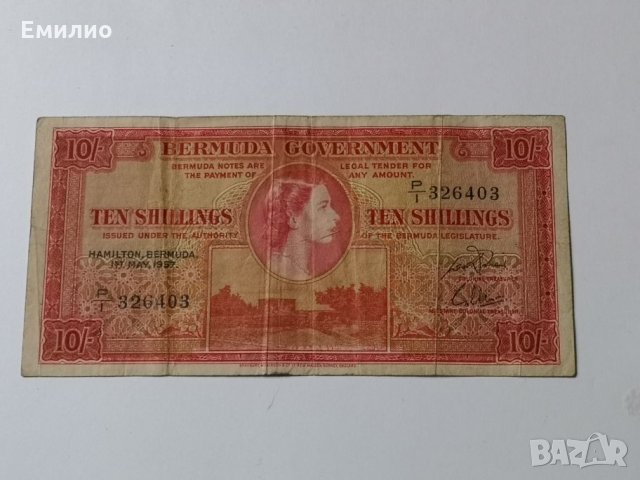 Емилио
10/- BERMUDA GOVERNMENT 10/-
BERMUDA NOTES ARE LEGAL TENDER FOR
THE PAYMENT OF ANY AMOUNT.
P/1 326403
TEN SHILLINGS TEN SHILLINGS
ISSUED UNDER THE AUTHORITY OF THE BERMUDA LEGISLATURE.
HAMILTON, BERMUDA.
1ST MAY, 1957.
P/1 326403
10/- 10/-
BAZAR
.bg